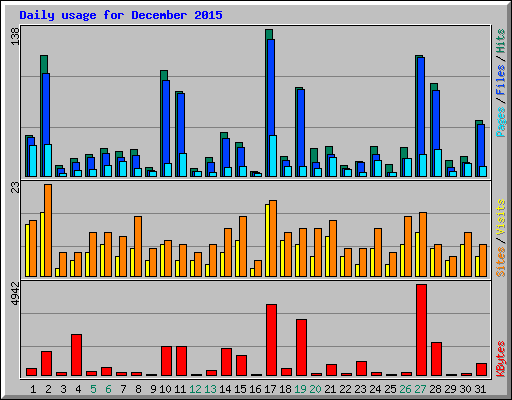 Daily usage for December 2015
138
Pages / Files / Hits
23
Sites / Visits
4942
KBytes
1 2 3 4 5 6 7 8 9 10 11 12 13 14 15 16 17 18 19 20 21 22 23 24 25 26 27 28 29 30 31